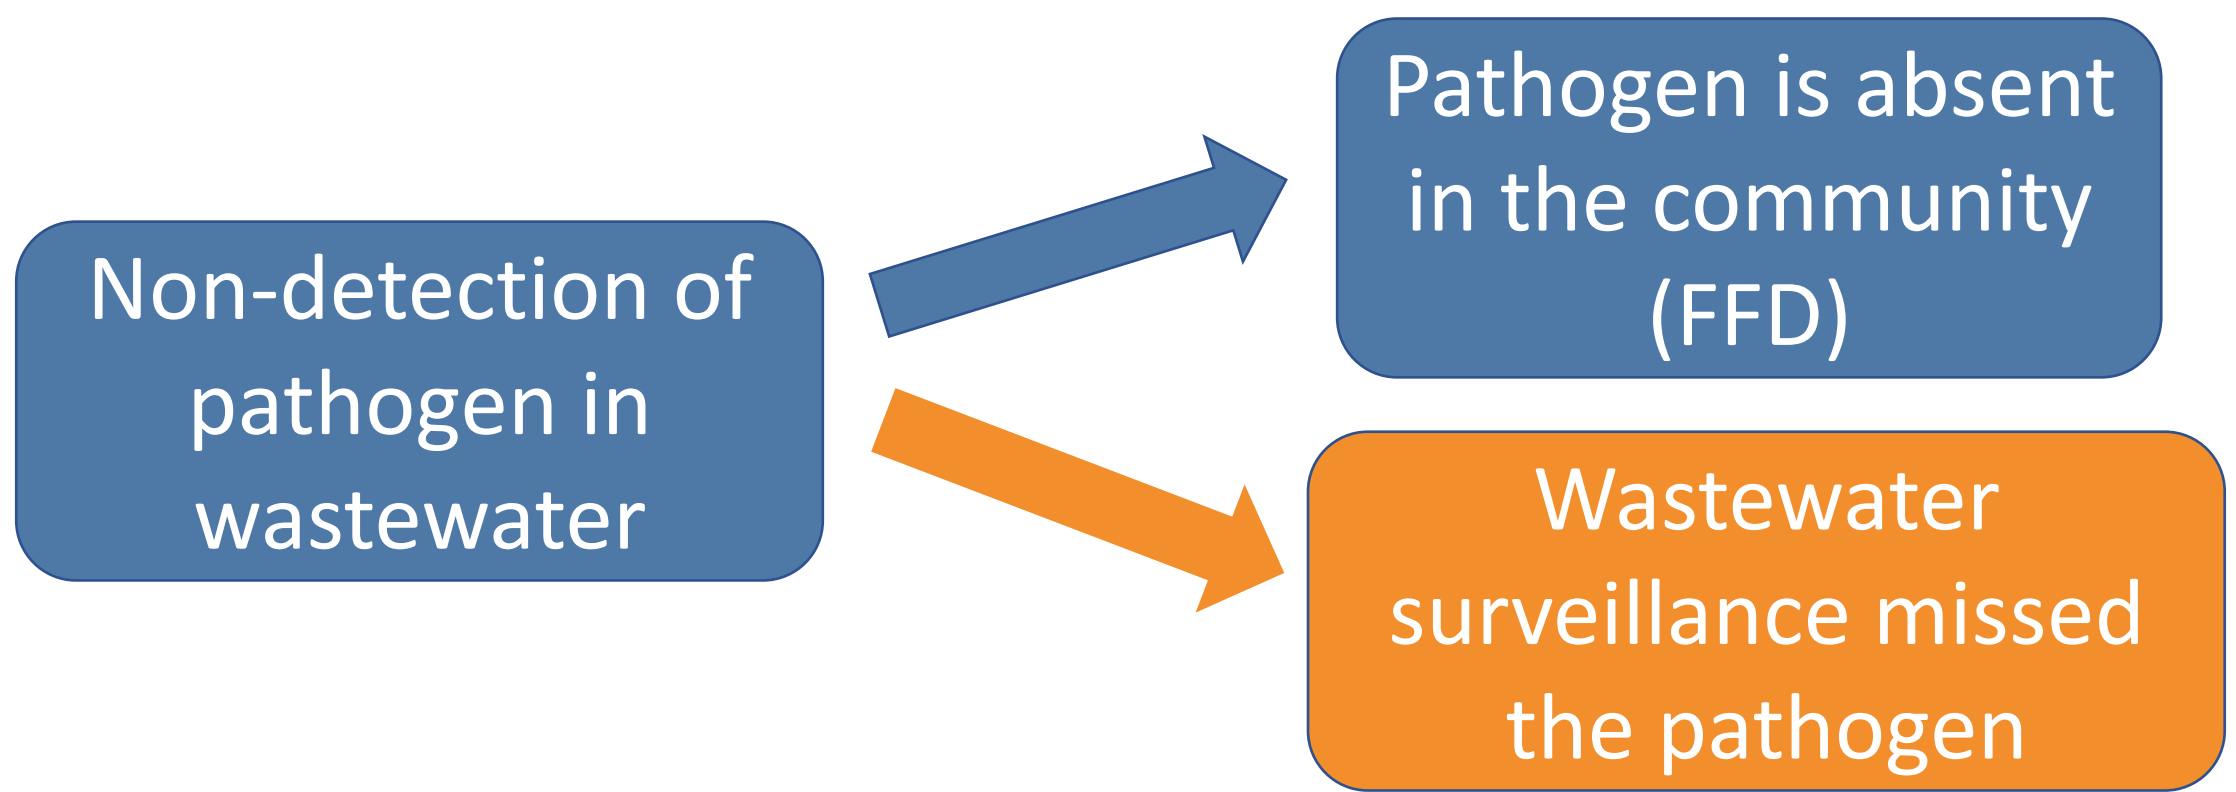 Non-detection of
pathogen in
wastewater
Pathogen is absent
in the community
(FFD)
Wastewater
surveillance missed
the pathogen